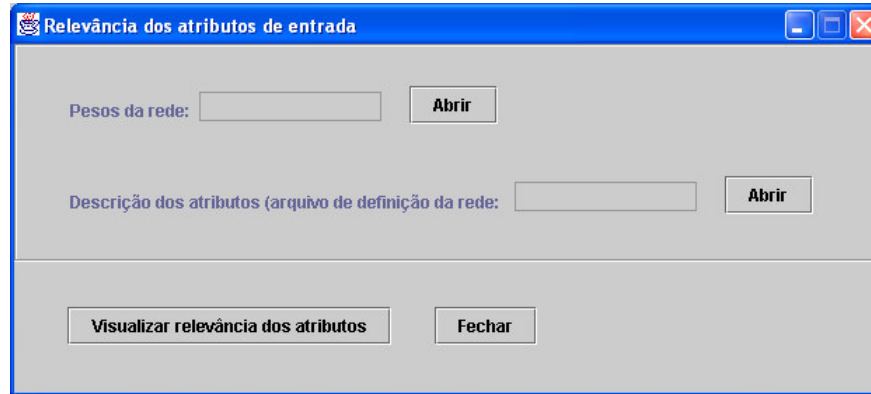 Relevância dos atributos de entrada
Pesos da rede: Abrir
Descrição dos atributos (arquivo de definição da rede: Abrir
Visualizar relevância dos atributos Fechar